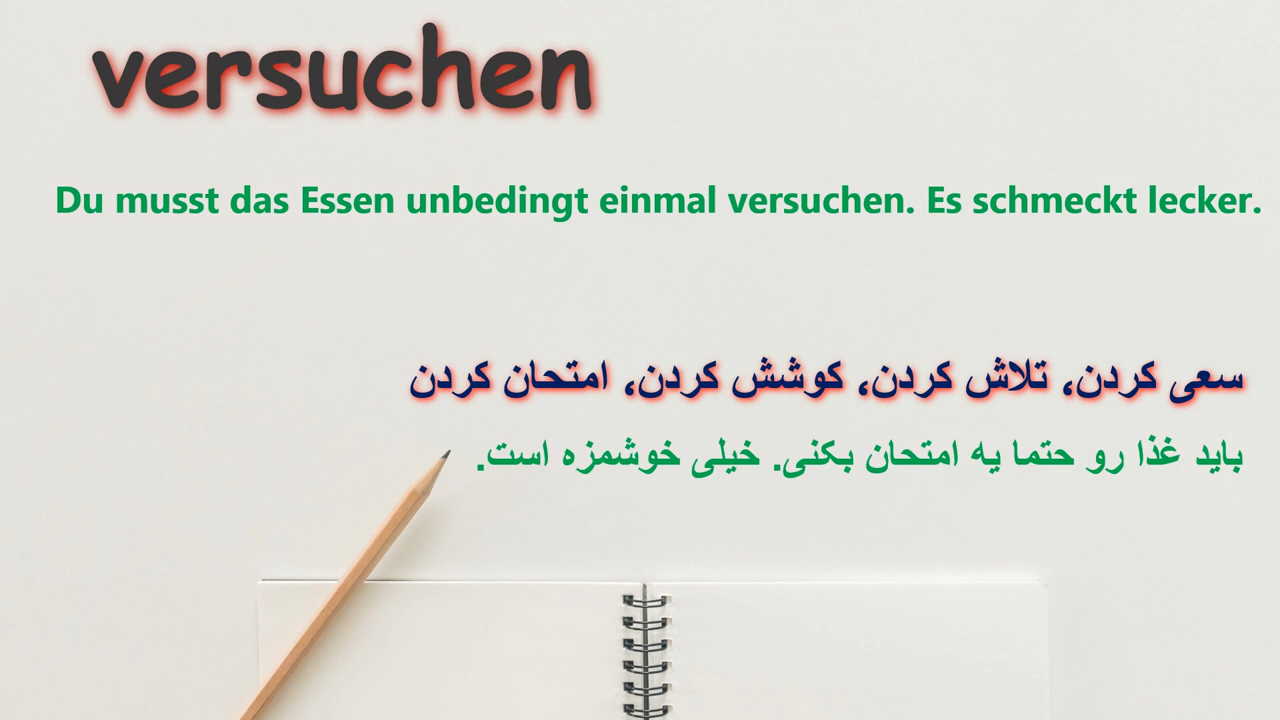 versuchen
Du musst das Essen unbedingt einmal versuchen. Es schmeckt lecker.
سعی کردن، تلاش کردن، کوشش کردن، امتحان کردن
باید غذا رو حتما یه امتحان بکنی. خیلی خوشمزه است.